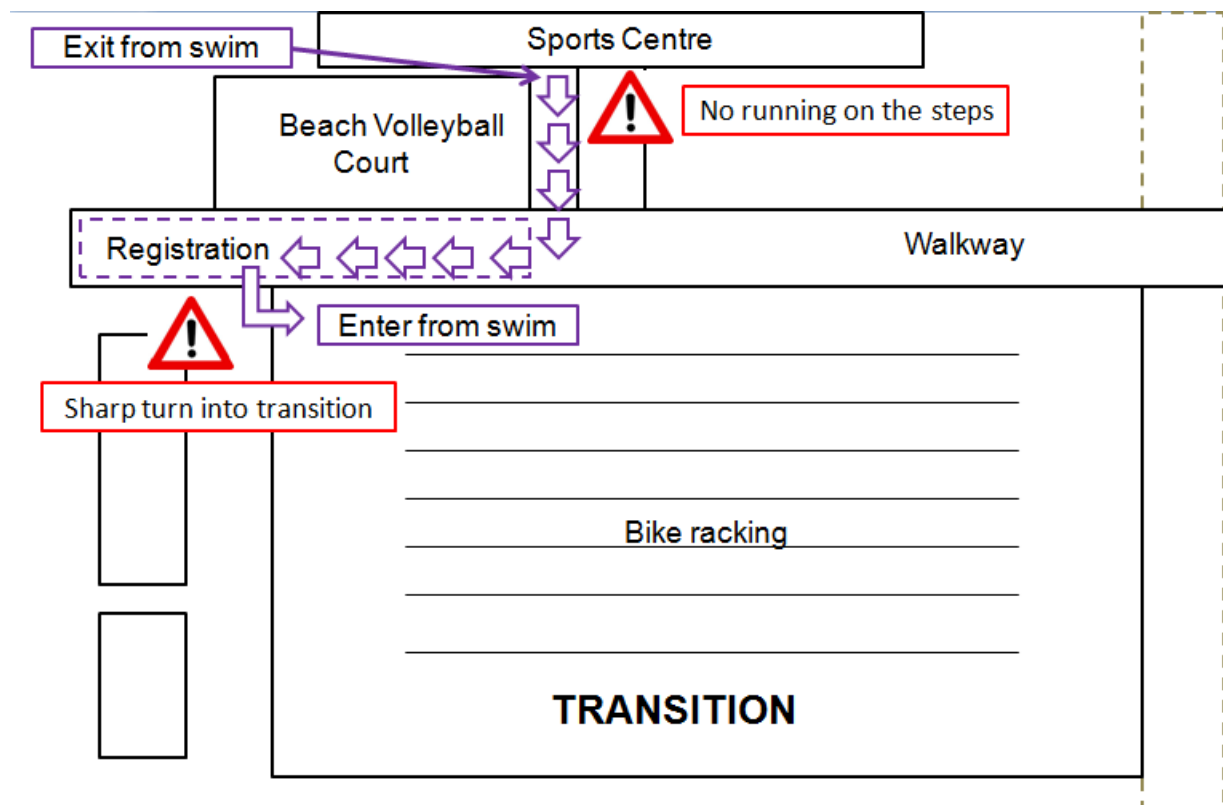 Sports Centre
Exit from swim
No running on the steps
Beach Volleyball
Court
Registration
Walkway
Enter from swim
Sharp turn into transition
Bike racking
TRANSITION